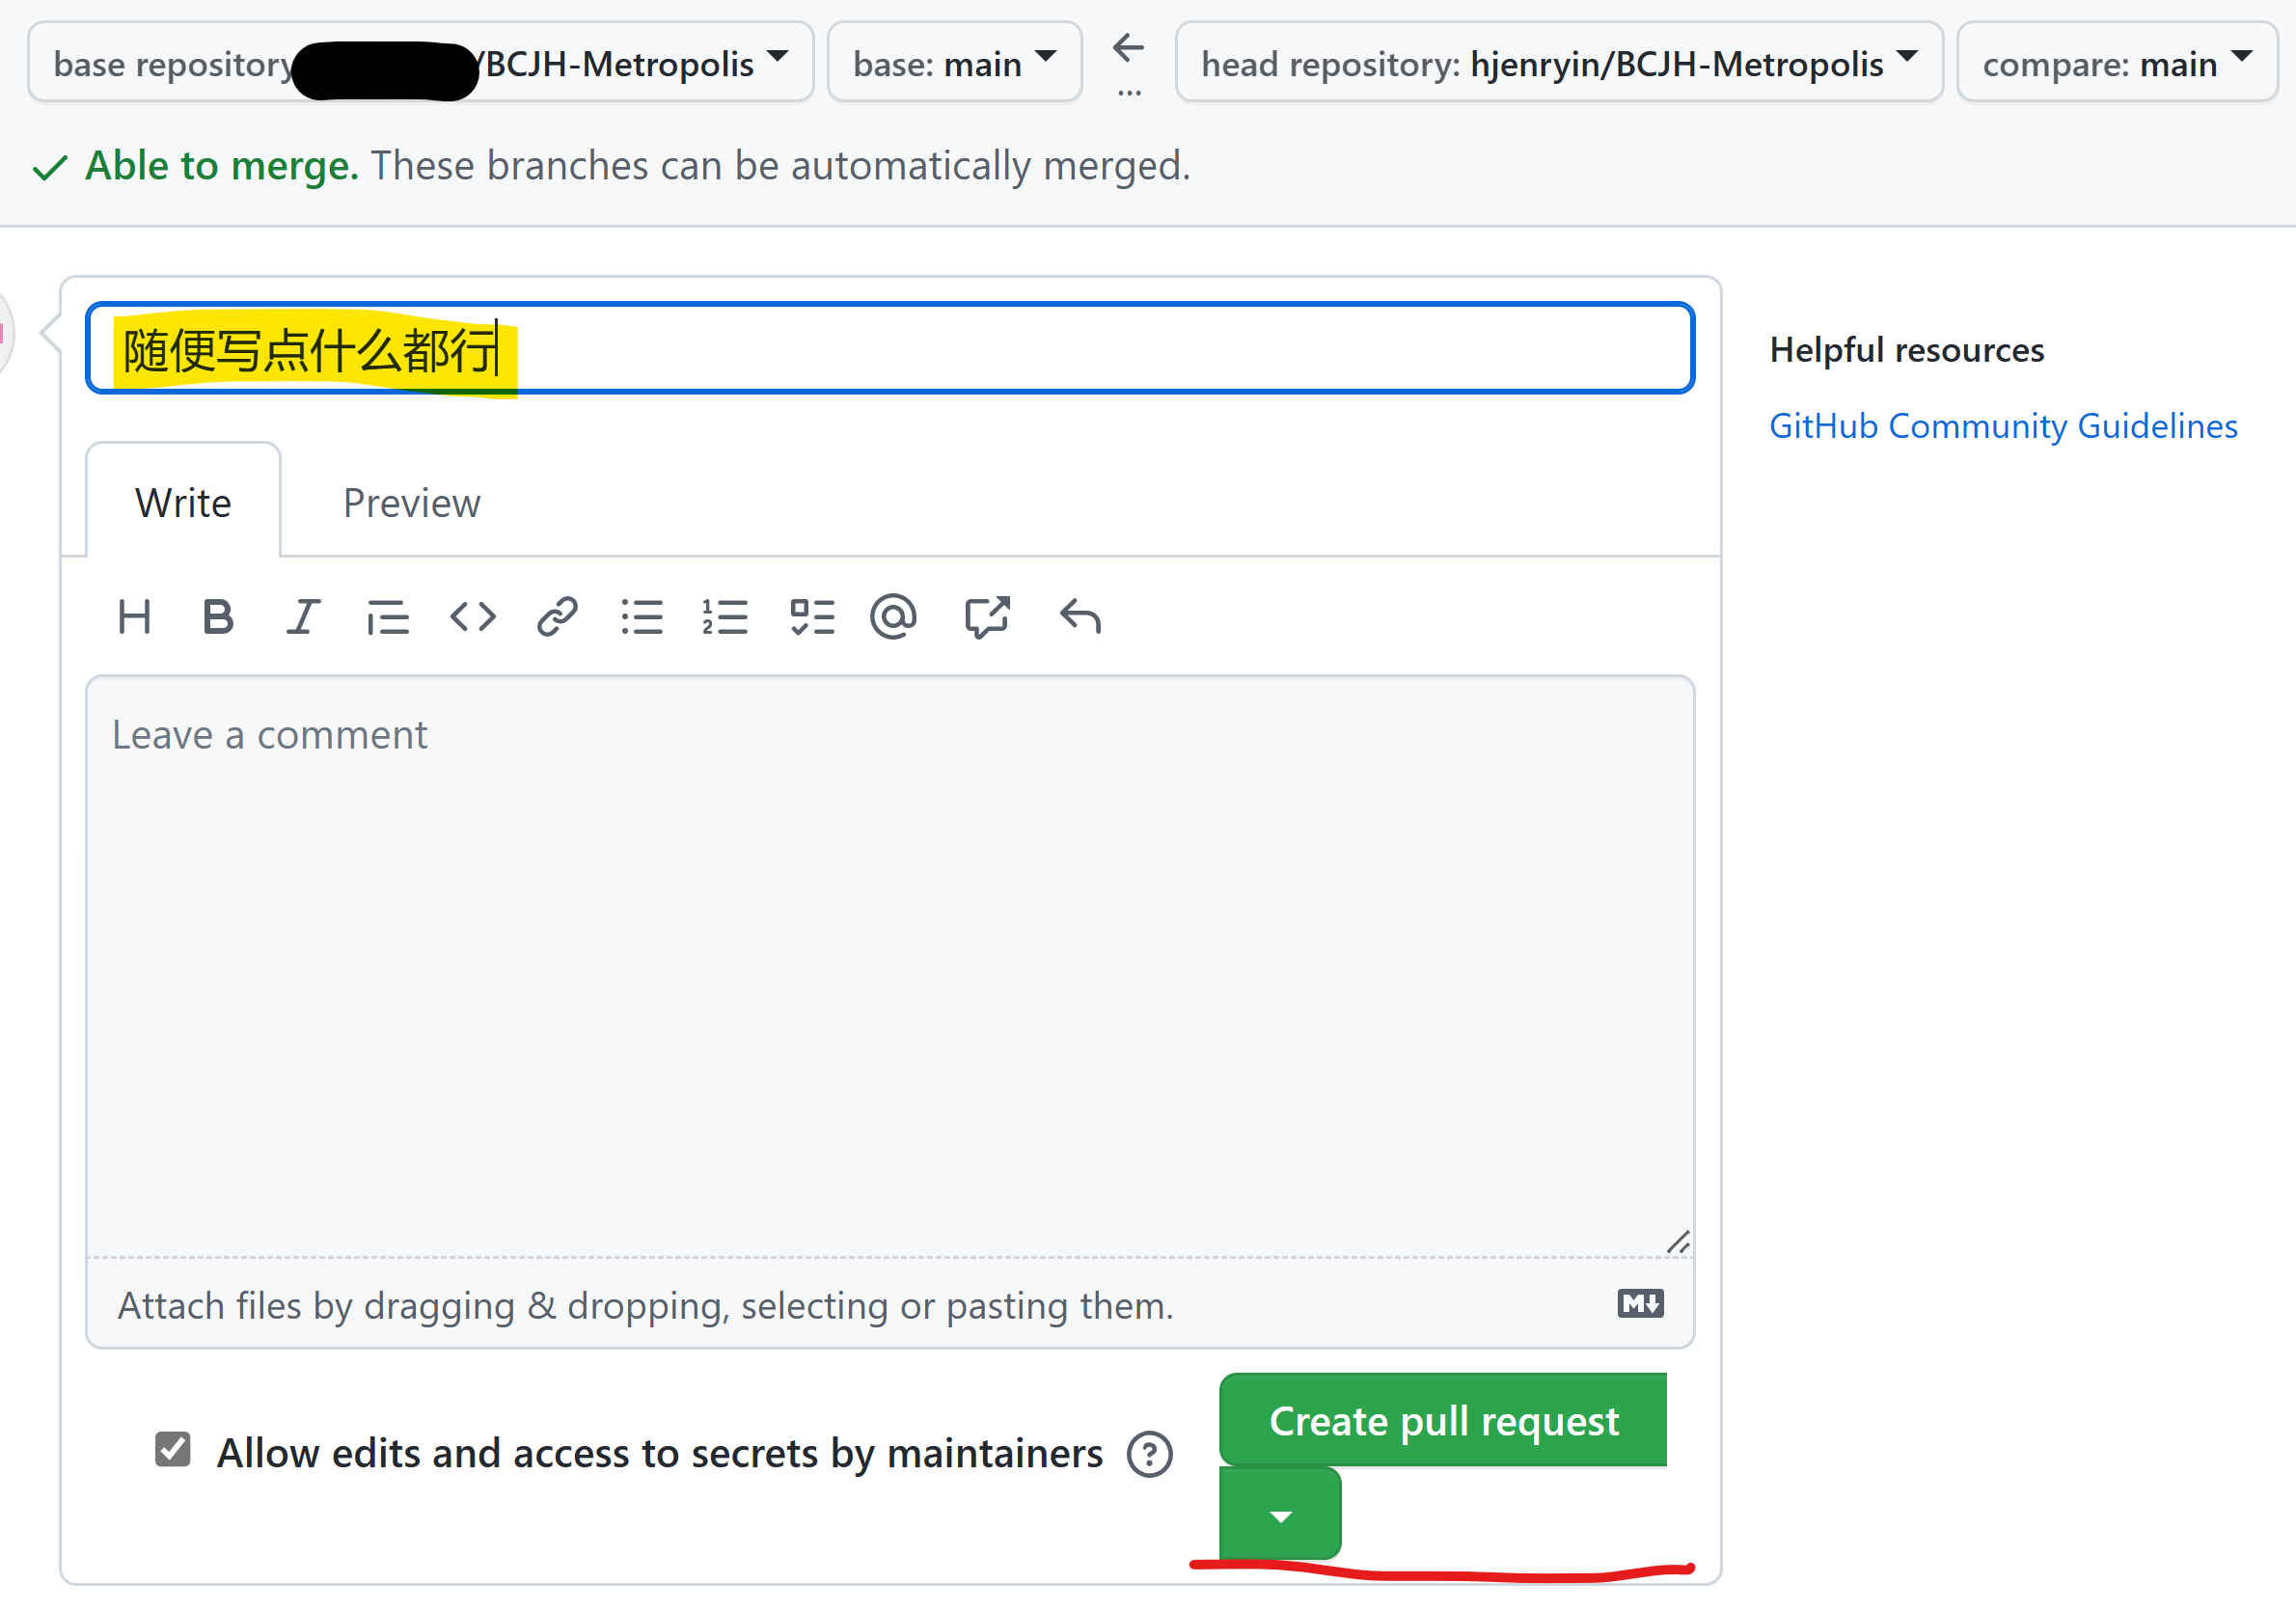 base repository /BCJH-Metropolis base: main ... head repository: hjenryin/BCJH-Metropolis compare: main
Able to merge. These branches can be automatically merged.
随便写点什么都行
Helpful resources
GitHub Community Guidelines
Write Preview
Leave a comment
Attach files by dragging & dropping, selecting or pasting them.
Allow edits and access to secrets by maintainers
Create pull request